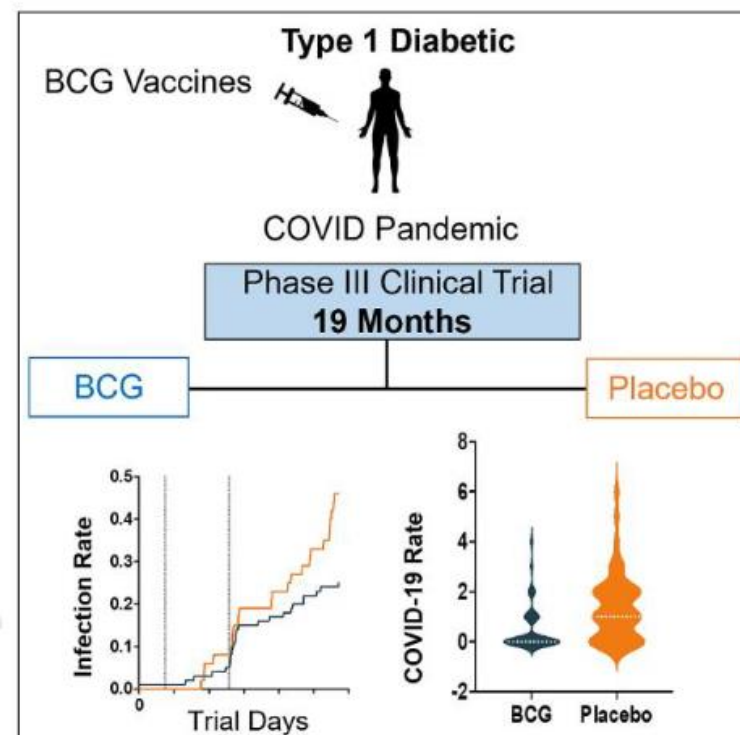 Type 1 Diabetic
BCG Vaccines
COVID Pandemic
Phase III Clinical Trial
19 Months
BCG
Placebo
Infection Rate
0.5
0.4
0.3
0.2
0.1
0.0
0
Trial Days
COVID-19 Rate
8
6
4
2
0
-2
BCG
Placebo